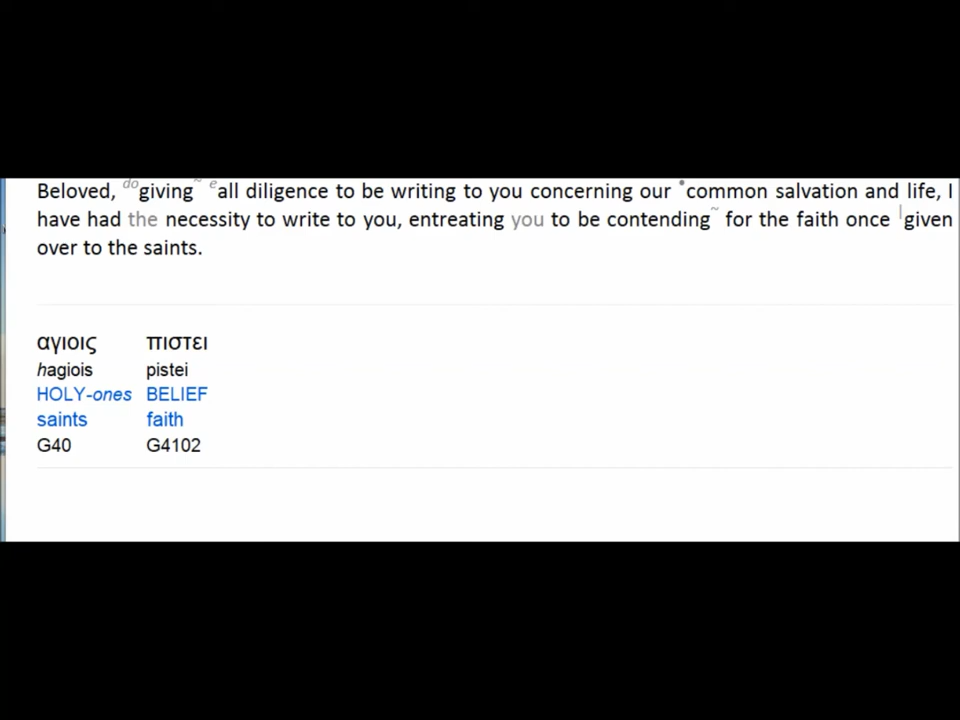 Beloved, do giving~ e all diligence to be writing to you concerning our •common salvation and life, I
have had the necessity to write to you, entreating you to be contending~ for the faith once |given
over to the saints.
αγιοις πιστει
hagiois pistei
HOLY-ones BELIEF
saints faith
G40 G4102